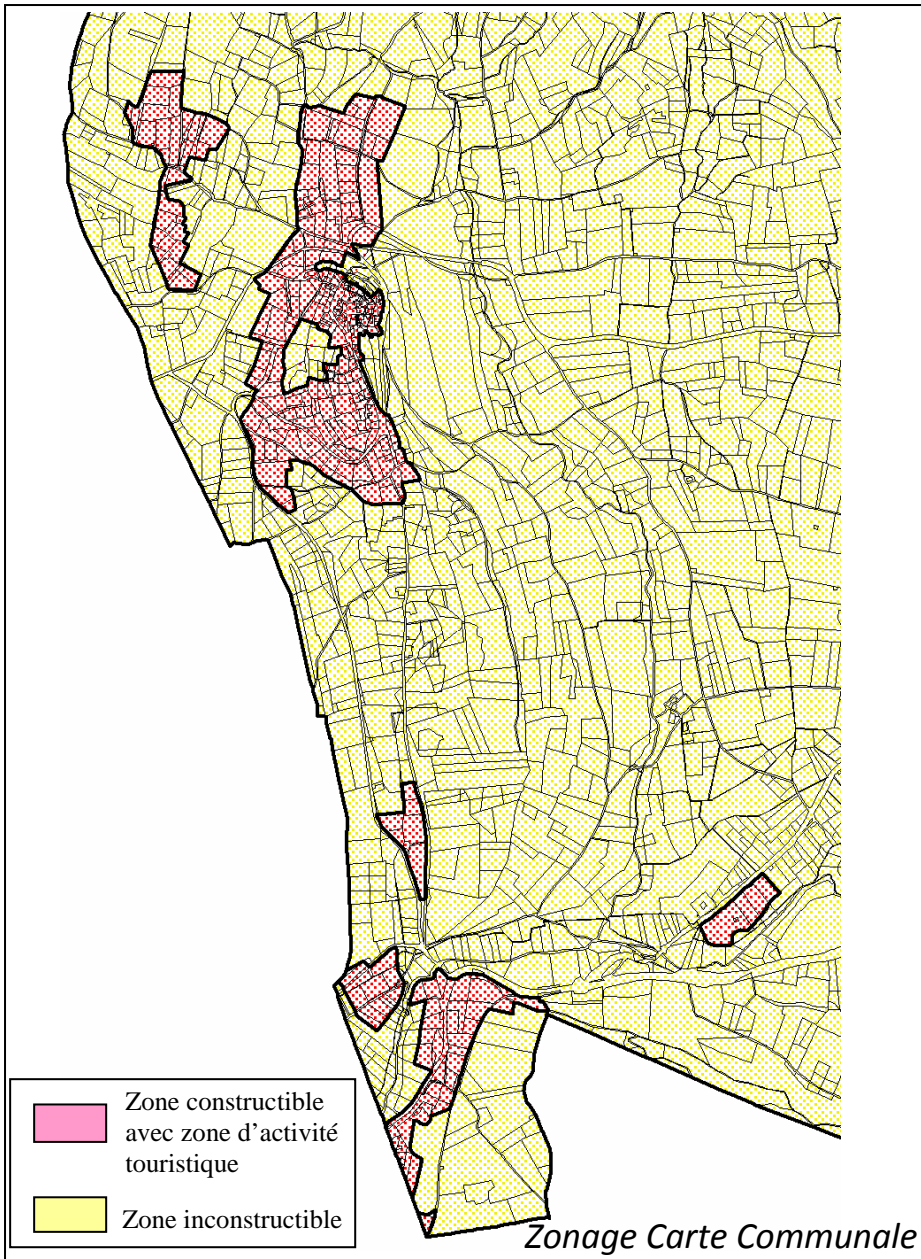 Zone constructible
avec zone d'activité
touristique
Zone inconstructible
Zonage Carte Communale